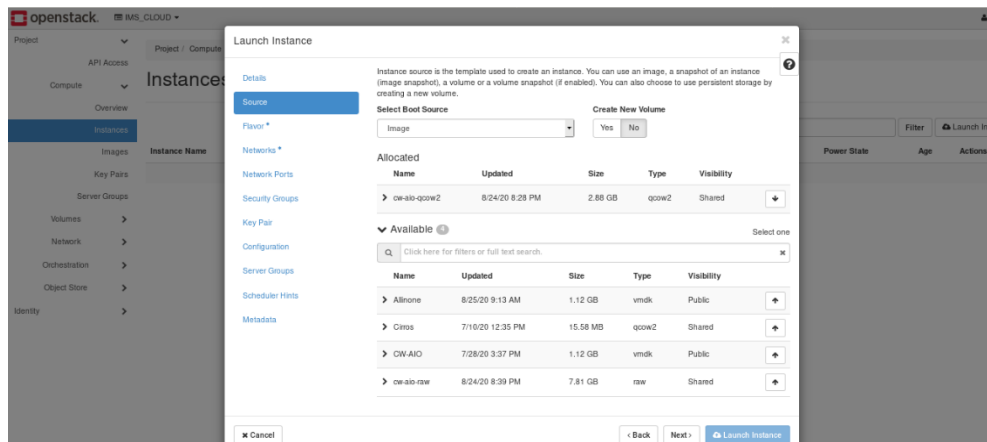 openstack. IMS_CLOUD
Project
API Access
Compute
Overview
Instances
Images
Key Pairs
Server Groups
Volumes
Network
Orchestration
Object Store
Identity
Project / Compute
Instances
Instance Name
Filter
Launch In
Power State Age Actions
Launch Instance
Details
Source
Flavor *
Networks *
Network Ports
Security Groups
Key Pair
Configuration
Server Groups
Scheduler Hints
Metadata
Instance source is the template used to create an instance. You can use an image, a snapshot of an instance
(image snapshot), a volume or a volume snapshot (if enabled). You can also choose to use persistent storage by
creating a new volume.
Select Boot Source Create New Volume
Image Yes No
Allocated
Name Updated Size Type Visibility
cw-aio-qcow2 8/24/20 8:28 PM 2.88 GB qcow2 Shared
Available 4 Select one
Click here for filters or full text search.
Name Updated Size Type Visibility
Allinone 8/25/20 9:13 AM 1.12 GB vmdk Public
Cirros 7/10/20 12:35 PM 15.58 MB qcow2 Shared
CW-AIO 7/28/20 3:37 PM 1.12 GB vmdk Public
cw-aio-raw 8/24/20 8:39 PM 7.81 GB raw Shared
× Cancel < Back Next > Launch Instance